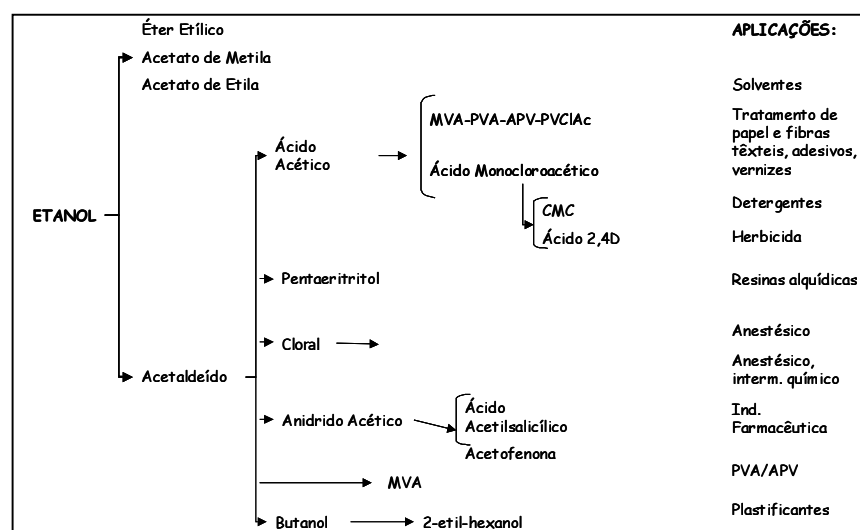 Éter Etílico
APLICAÇÕES:
Acetato de Metila
Acetato de Etila
Solventes
MVA-PVA-APV-PVClAc
Tratamento de
papel e fibras
têxteis, adesivos,
vernizes
Ácido
Acético
Ácido Monocloroacético
ETANOL
CMC
Detergentes
Ácido 2,4D
Herbicida
Pentaeritritol
Resinas alquídicas
Cloral
Anestésico
Acetaldeído
Anestésico,
interm. químico
Anidrido Acético
Ácido
Acetilsalicílico
Acetofenona
Ind.
Farmacêutica
MVA
PVA/APV
Butanol
2-etil-hexanol
Plastificantes